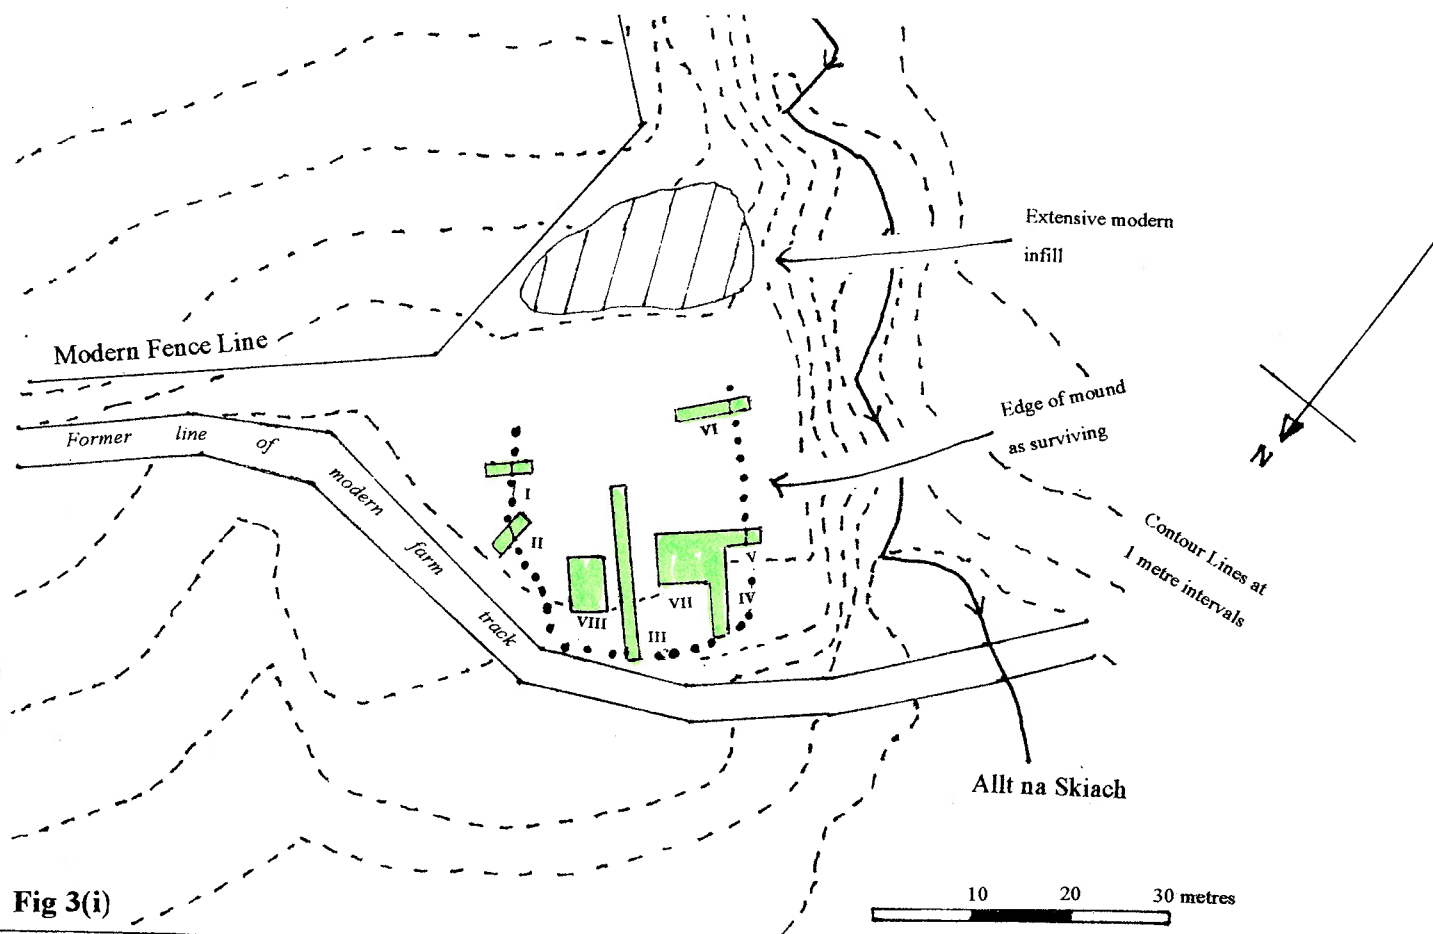 Extensive modern
infill
Modern Fence Line
Edge of mound
as surviving
Former line of modern farm track
N
VI
I
II
V
IV
VII
VIII
III
Contour Lines at
1 metre intervals
Allt na Skiach
Fig 3(i)
10 20 30 metres